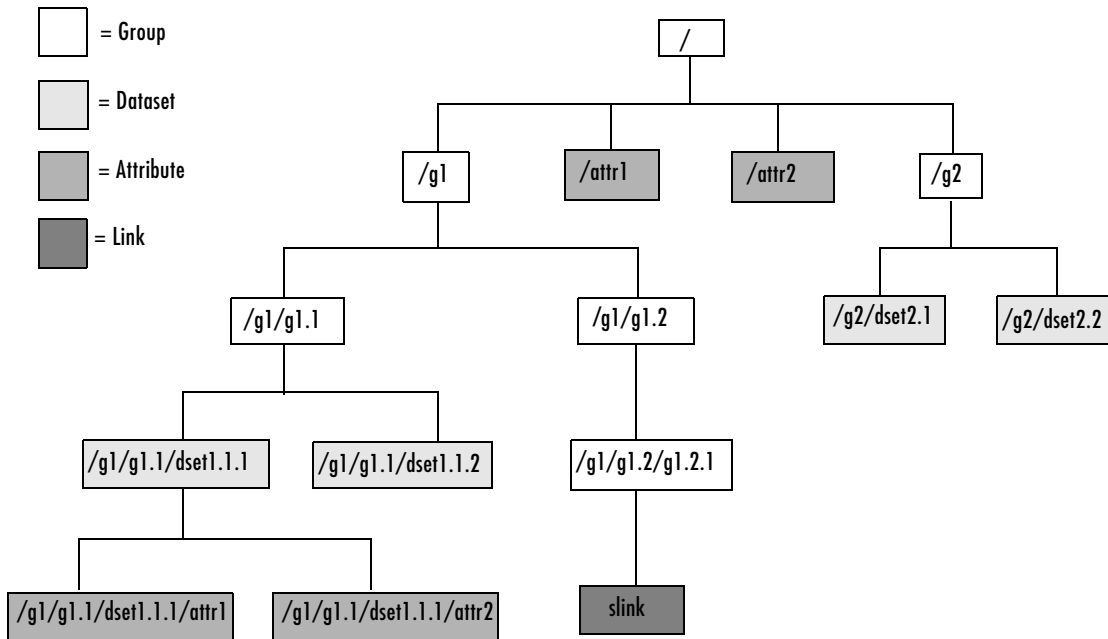 = Group
= Dataset
= Attribute
= Link
/
/g1
/attr1
/attr2
/g2
/g1/g1.1
/g1/g1.2
/g2/dset2.1
/g2/dset2.2
/g1/g1.1/dset1.1.1
/g1/g1.1/dset1.1.2
/g1/g1.2/g1.2.1
/g1/g1.1/dset1.1.1/attr1
/g1/g1.1/dset1.1.1/attr2
slink